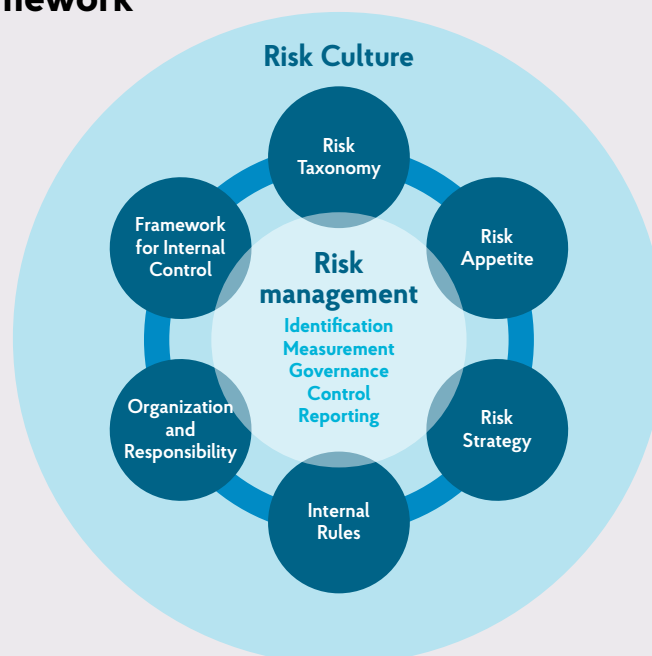 Risk Culture
Risk
Taxonomy
Framework
for Internal
Control
Risk
Appetite
Risk
management
Identification
Measurement
Governance
Control
Reporting
Organization
and
Responsibility
Risk
Strategy
Internal
Rules